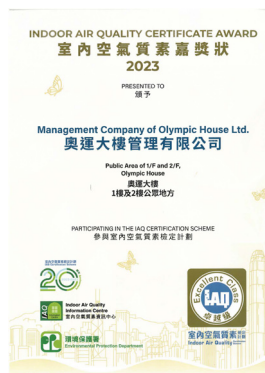 INDOOR AIR QUALITY CERTIFICATE AWARD
室內空氣質素嘉獎狀
2023
PRESENTED TO
頒予
Management Company of Olympic House Ltd.
奧運大樓管理有限公司
Public Area of 1/F and 2/F,
Olympic House
奧運大樓
1樓及2樓公眾地方
PARTICIPATING IN THE IAQ CERTIFICATION SCHEME
參與室內空氣質素檢定計劃
20
Indoor Air Quality
Information Centre
室內空氣質素資訊中心
環境保護署
Environmental Protection Department
Excellent Class
IAQ
卓越級
室內空氣質素
Indoor Air Quality